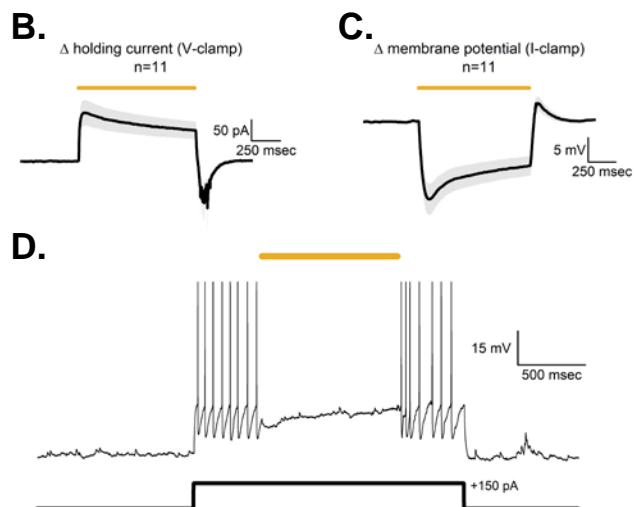 B.
Δ holding current (V-clamp)
n=11
50 pA
250 msec
C.
Δ membrane potential (I-clamp)
n=11
5 mV
250 msec
D.
15 mV
500 msec
+150 pA